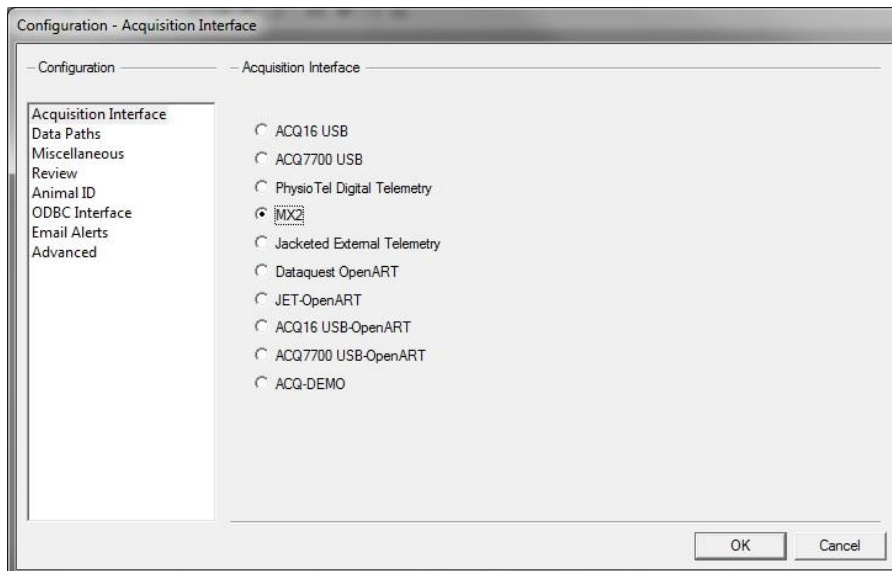 Configuration - Acquisition Interface
Configuration
Acquisition Interface
Data Paths
Miscellaneous
Review
Animal ID
ODBC Interface
Email Alerts
Advanced
Acquisition Interface
ACQ16 USB
ACQ7700 USB
PhysioTel Digital Telemetry
MX2
Jacketed External Telemetry
Dataquest OpenART
JET-OpenART
ACQ16 USB-OpenART
ACQ7700 USB-OpenART
ACQ-DEMO
OK
Cancel